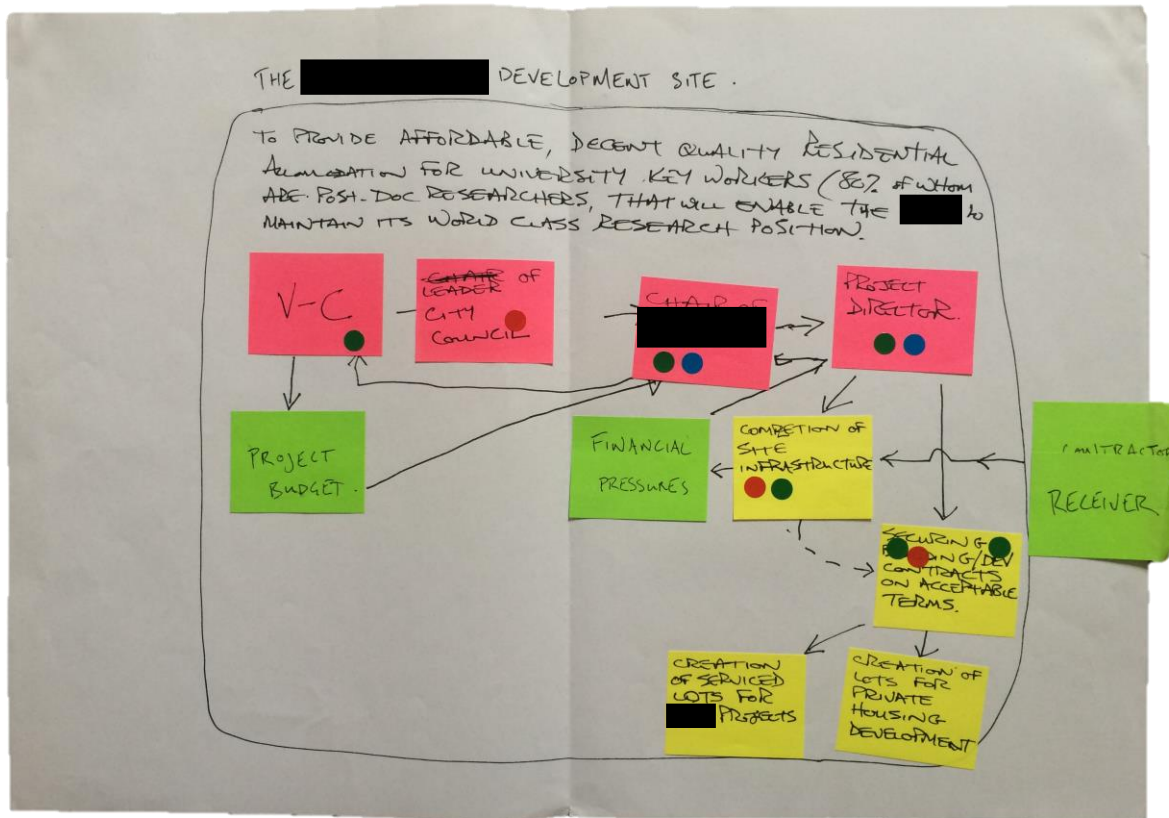 THE DEVELOPMENT SITE.
TO PROVIDE AFFORDABLE, DECENT QUALITY RESIDENTIAL
ACCOMODATION FOR UNIVERSITY KEY WORKERS (80% of whom
ARE POST-DOC RESEARCHERS, THAT WILL ENABLE THE to
MAINTAIN ITS WORLD CLASS RESEARCH POSITION.
V-C
CHAIR OF
LEADER
CITY
COUNCIL
CHAIR OF
PROJECT
DIRECTOR.
PROJECT
BUDGET.
FINANCIAL
PRESSURES
COMPETION OF
SITE
INFRASTRUCTURE
CONTRACTOR
RECEIVER
SECURING
/DEV
CONTRACTS
ON ACCEPTABLE
TERMS.
CREATION
OF SERVICED
LOTS FOR
PROJECTS
CREATION OF
LOTS FOR
PRIVATE
HOUSING
DEVELOPMENT